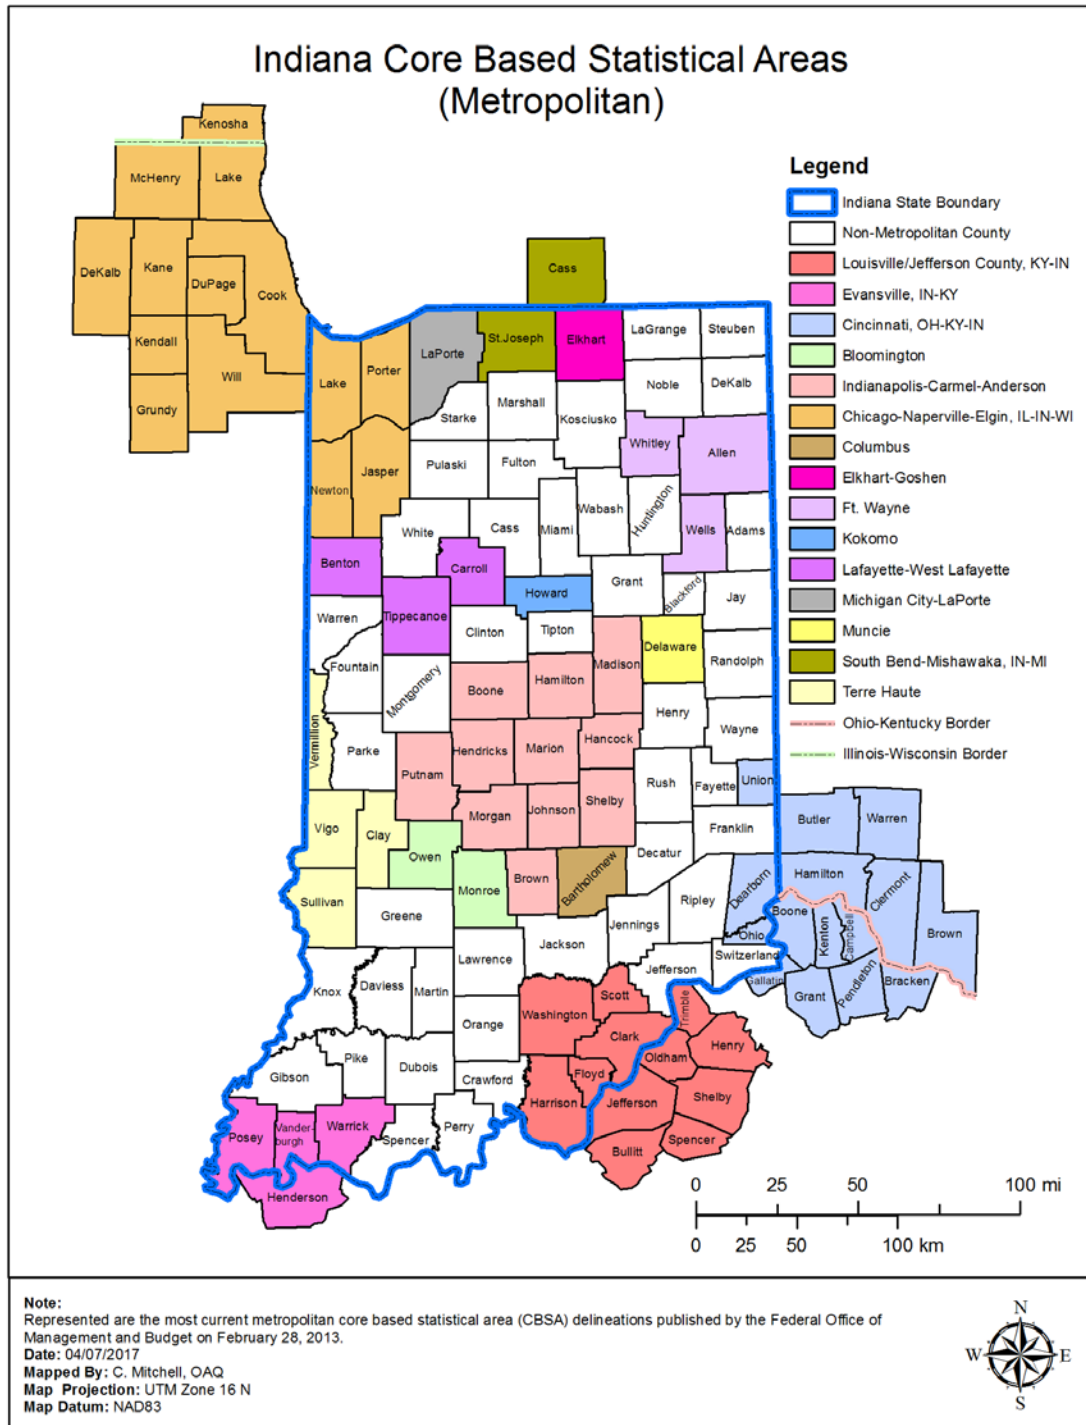 Indiana Core Based Statistical Areas
(Metropolitan)
Legend
Indiana State Boundary
Non-Metropolitan County
Louisville/Jefferson County, KY-IN
Evansville, IN-KY
Cincinnati, OH-KY-IN
Bloomington
Indianapolis-Carmel-Anderson
Chicago-Naperville-Elgin, IL-IN-WI
Columbus
Elkhart-Goshen
Ft. Wayne
Kokomo
Lafayette-West Lafayette
Michigan City-LaPorte
Muncie
South Bend-Mishawaka, IN-MI
Terre Haute
Ohio-Kentucky Border
Illinois-Wisconsin Border
Kenosha
McHenry
Lake
DeKalb
Kane
DuPage
Cook
Kendall
Will
Grundy
Cass
Lake
Porter
LaPorte
St.Joseph
Elkhart
LaGrange
Steuben
Noble
DeKalb
Starke
Marshall
Kosciusko
Whitley
Allen
Newton
Jasper
Pulaski
Fulton
White
Cass
Miami
Wabash
Huntington
Wells
Adams
Benton
Carroll
Howard
Grant
Blackford
Jay
Warren
Tippecanoe
Clinton
Tipton
Madison
Delaware
Randolph
Fountain
Montgomery
Boone
Hamilton
Henry
Wayne
Vermillion
Parke
Putnam
Hendricks
Marion
Hancock
Rush
Fayette
Union
Vigo
Clay
Owen
Morgan
Johnson
Shelby
Franklin
Decatur
Butler
Warren
Sullivan
Greene
Monroe
Brown
Bartholomew
Jennings
Ripley
Dearborn
Hamilton
Clermont
Ohio
Boone
Kenton
Campbell
Brown
Knox
Daviess
Martin
Lawrence
Jackson
Jefferson
Switzerland
Gallatin
Grant
Pendleton
Bracken
Orange
Washington
Scott
Clark
Trimble
Oldham
Henry
Gibson
Pike
Dubois
Crawford
Harrison
Floyd
Jefferson
Shelby
Spencer
Bullitt
Posey
Vander-
burgh
Warrick
Spencer
Perry
Henderson
0 25 50 100 mi
0 25 50 100 km
Note:
Represented are the most current metropolitan core based statistical area (CBSA) delineations published by the Federal Office of
Management and Budget on February 28, 2013.
Date: 04/07/2017
Mapped By: C. Mitchell, OAQ
Map Projection: UTM Zone 16 N
Map Datum: NAD83
N
W E
S